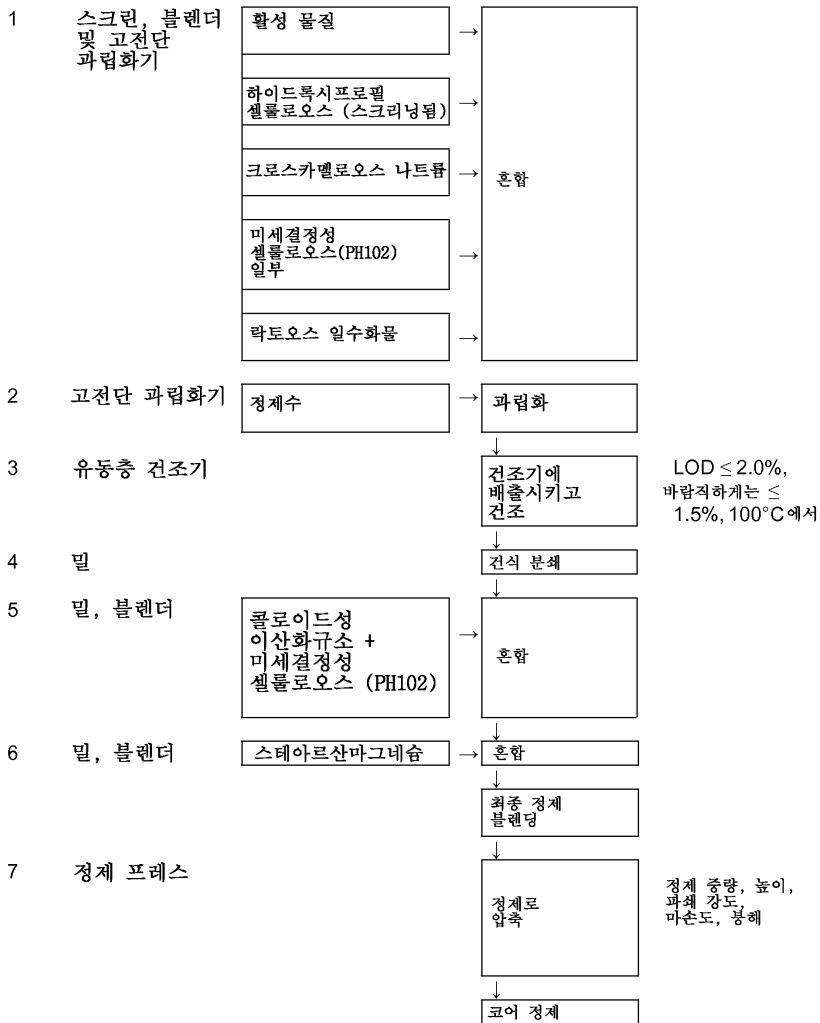 1 스크린, 블렌더
및 고전단
과립화기
활성 물질
→
하이드록시프로필
셀룰로오스 (스크리닝됨)
→
크로스카멜로오스 나트륨
→
혼합
미세결정성
셀룰로오스(PH102)
일부
→
락토오스 일수화물
→
2 고전단 과립화기 정제수 → 과립화
↓
3 유동층 건조기
건조기에
배출시키고
건조
LOD ≤ 2.0%,
바람직하게는 ≤
1.5%, 100°C에서
↓
4 밀 건식 분쇄
↓
5 밀, 블렌더
콜로이드성
이산화규소 +
미세결정성
셀룰로오스 (PH102)
→
혼합
↓
6 밀, 블렌더 스테아르산마그네슘 → 혼합
↓
최종 정제
블렌딩
↓
7 정제 프레스
정제로
압축
정제 중량, 높이,
파쇄 강도,
마손도, 붕해
↓
코어 정제